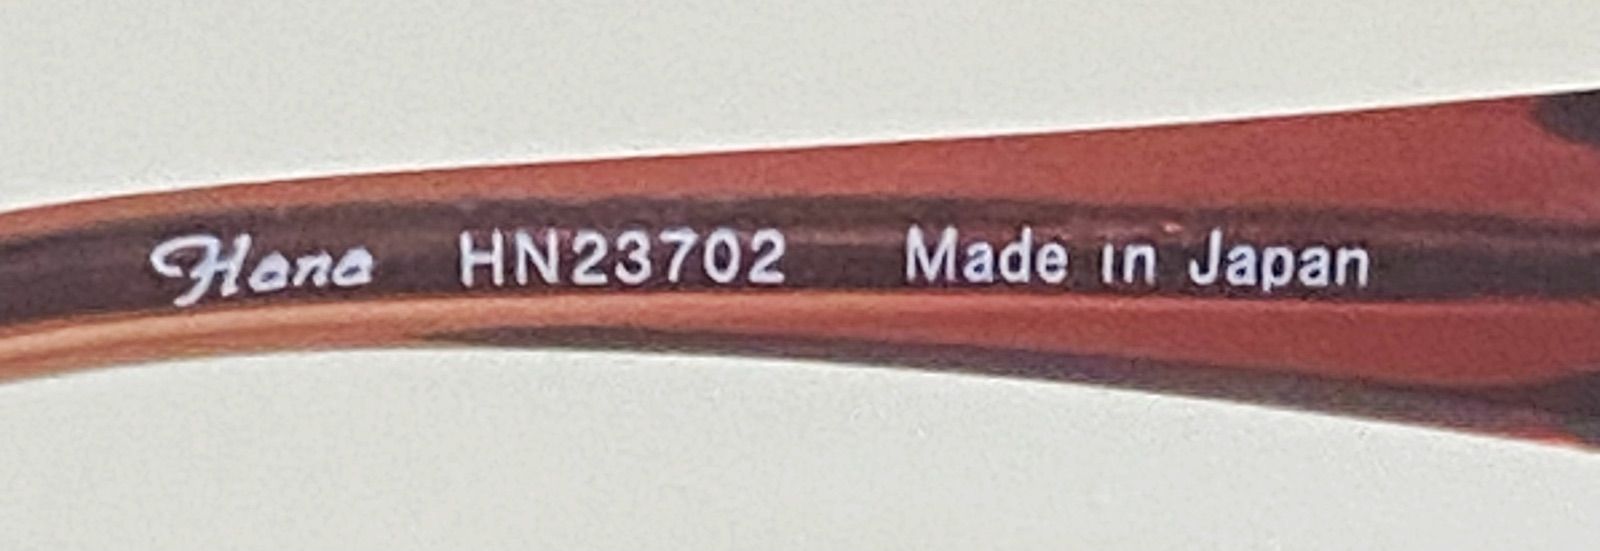 Hana HN23702 Made in Japan